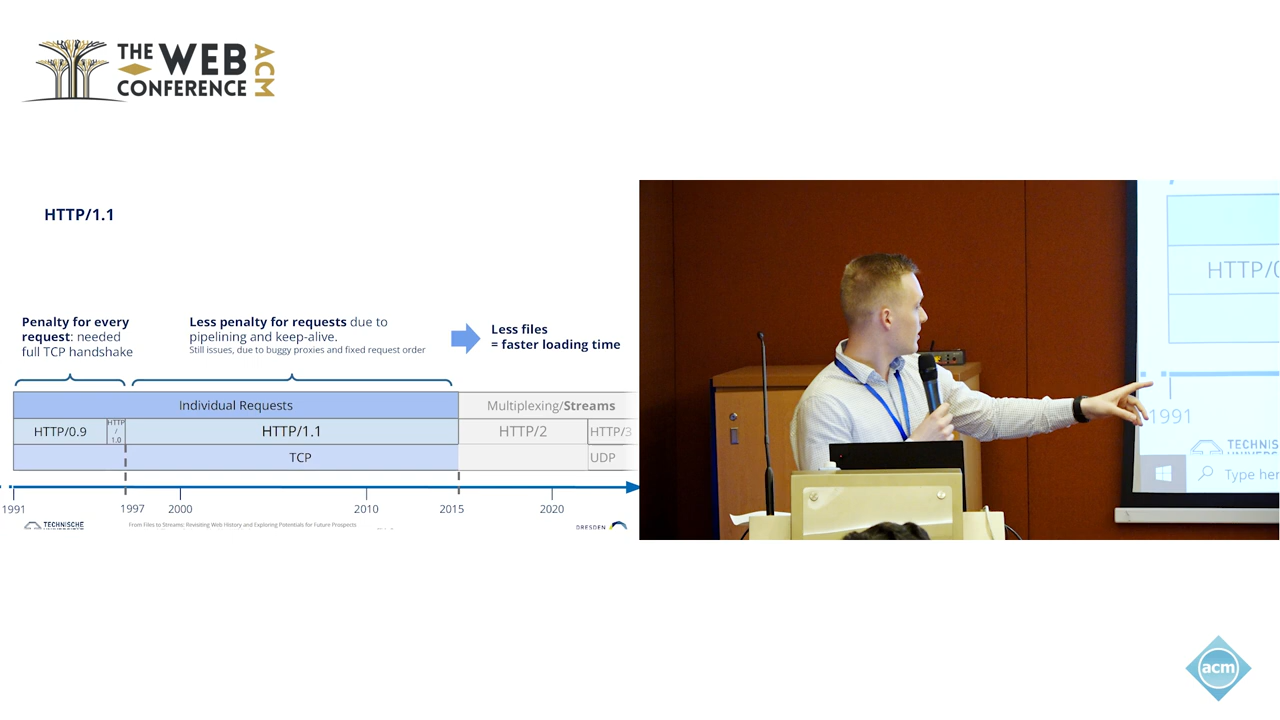 THE WEB
CONFERENCE
ACM
HTTP/1.1
Penalty for every
request: needed
full TCP handshake
Less penalty for requests due to
pipelining and keep-alive.
Still issues, due to buggy proxies and fixed request order
Less files
= faster loading time
Individual Requests
Multiplexing/Streams
HTTP/0.9
HTTP
/
1.0
HTTP/1.1
HTTP/2
HTTP/3
TCP
UDP
1991
1997
2000
2010
2015
2020
TECHNISCHE
From Files to Streams: Revisiting Web History and Exploring Potentials for Future Prospects
DRESDEN
HTTP/0
1991
TECHNIS
Type her
acm